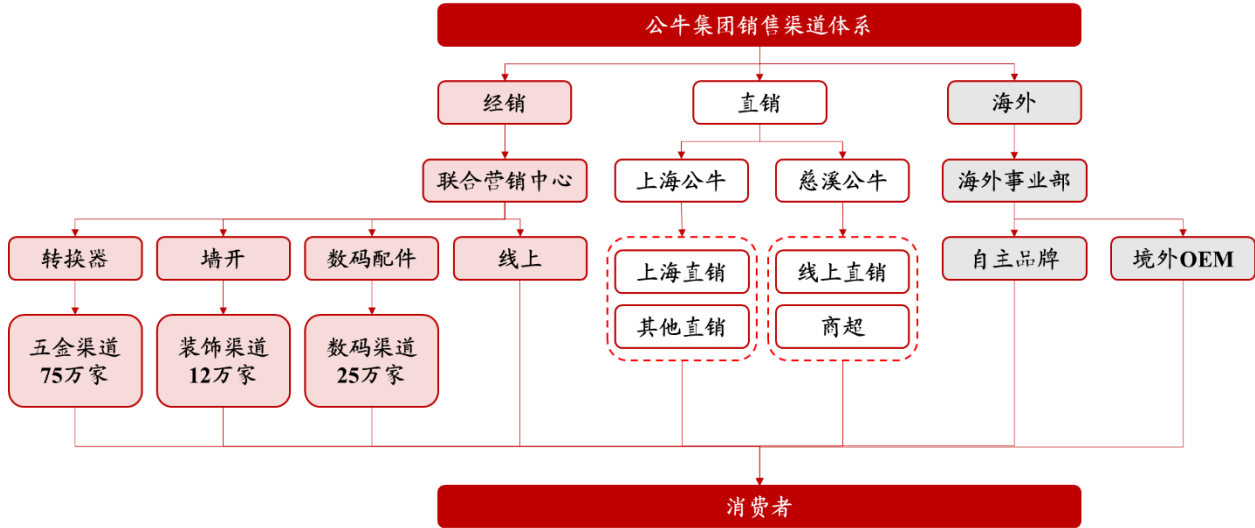 公牛集团销售渠道体系
经销
直销
海外
联合营销中心
上海公牛
慈溪公牛
海外事业部
转换器
墙开
数码配件
线上
上海直销
其他直销
线上直销
商超
自主品牌
境外OEM
五金渠道
75万家
装饰渠道
12万家
数码渠道
25万家
消费者